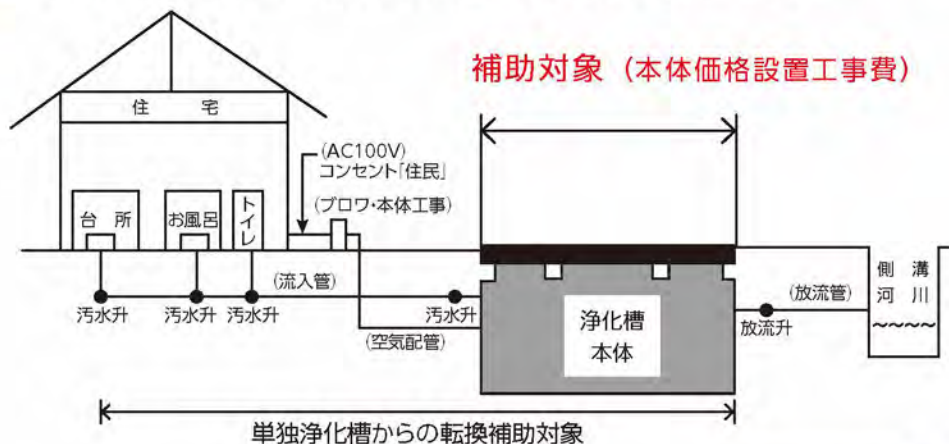 補助対象（本体価格設置工事費）
住宅
(AC100V)
コンセント「住民」
(ブロワ・本体工事)
台所
お風呂
トイレ
(流入管)
汚水升
汚水升
汚水升
汚水升
(空気配管)
浄化槽
本体
(放流管)
放流升
側溝
河川
単独浄化槽からの転換補助対象